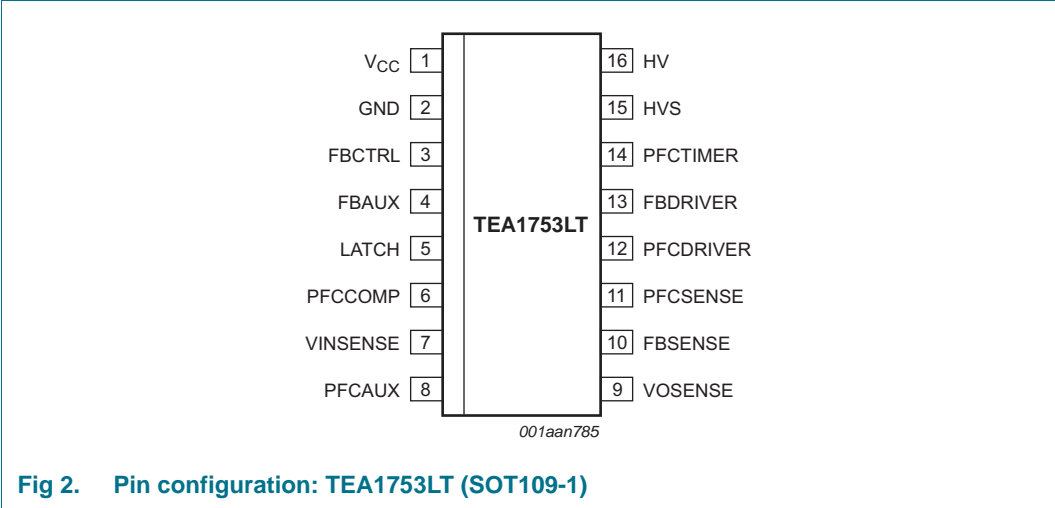 V_CC 1
GND 2
FBCTRL 3
FBAUX 4
LATCH 5
PFCCOMP 6
VINSENSE 7
PFCAUX 8
TEA1753LT
16 HV
15 HVS
14 PFCTIMER
13 FBDRIVER
12 PFCDRIVER
11 PFCSENSE
10 FBSENSE
9 VOSENSE
001aan785
Fig 2. Pin configuration: TEA1753LT (SOT109-1)